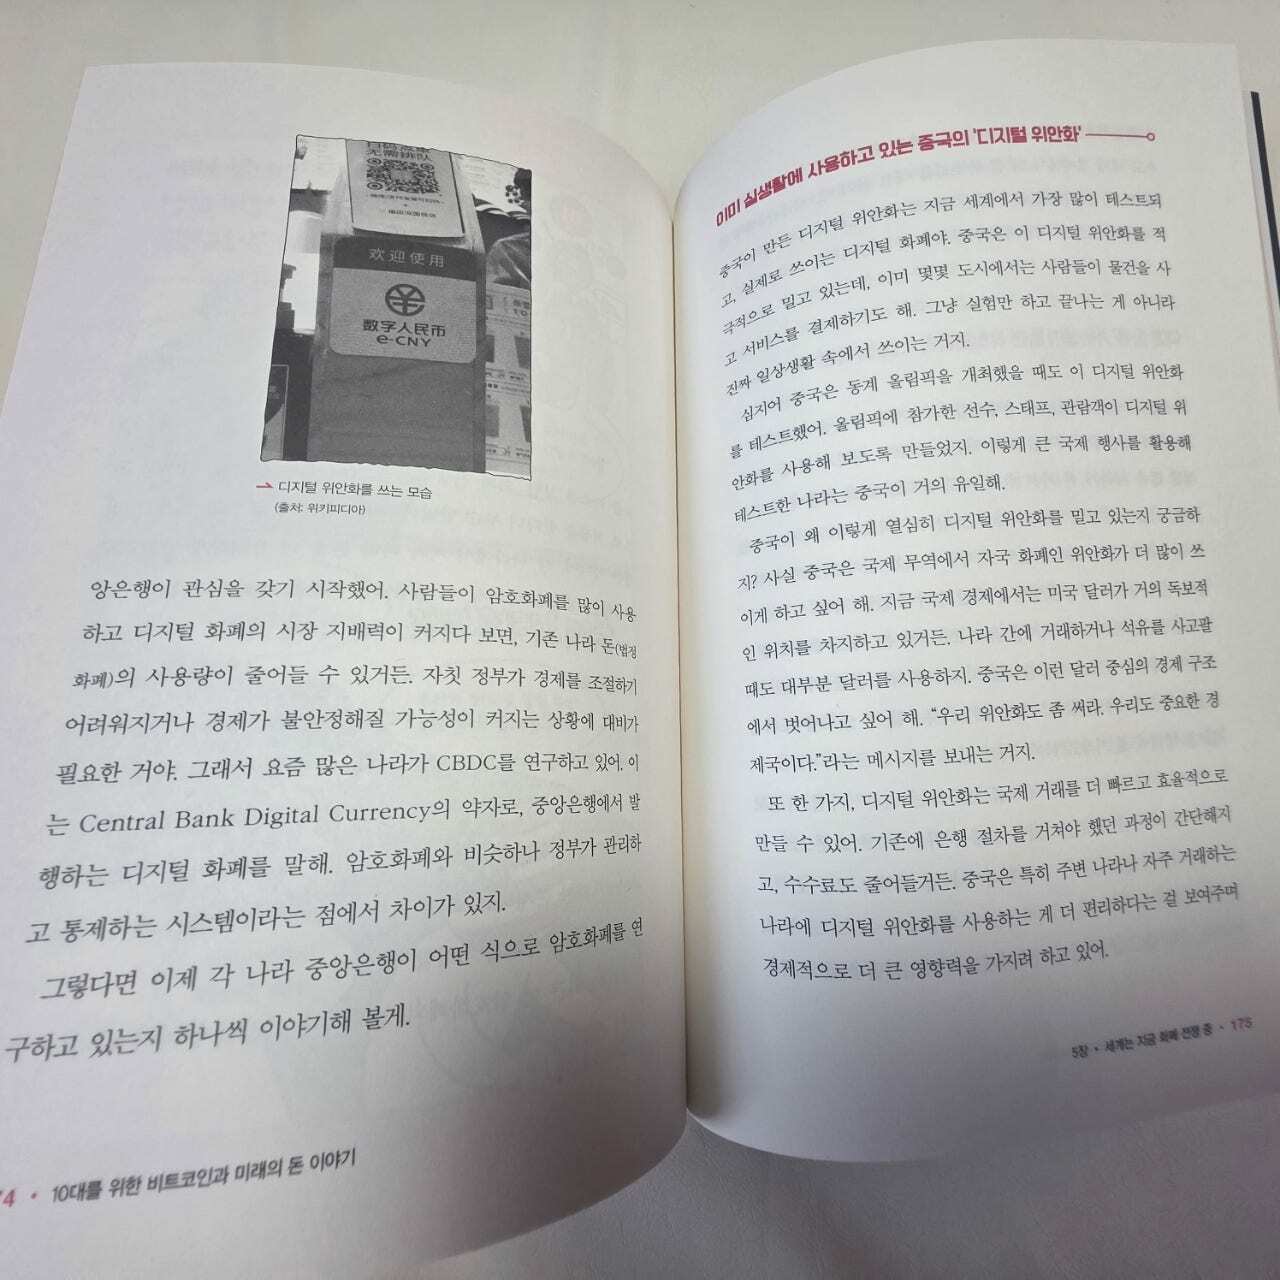 无需排队
欢迎使用
数字人民币
e-CNY
디지털 위안화를 쓰는 모습
(출처: 위키피디아)
앙은행이 관심을 갖기 시작했어. 사람들이 암호화폐를 많이 사용
하고 디지털 화폐의 시장 지배력이 커지다 보면, 기존 나라 돈(법정
화폐)의 사용량이 줄어들 수 있거든. 자칫 정부가 경제를 조절하기
어려워지거나 경제가 불안정해질 가능성이 커지는 상황에 대비가
필요한 거야. 그래서 요즘 많은 나라가 CBDC를 연구하고 있어. 이
는 Central Bank Digital Currency의 약자로, 중앙은행에서 발
행하는 디지털 화폐를 말해. 암호화폐와 비슷하나 정부가 관리하
고 통제하는 시스템이라는 점에서 차이가 있지.
그렇다면 이제 각 나라 중앙은행이 어떤 식으로 암호화폐를 연
구하고 있는지 하나씩 이야기해 볼게.
74 • 10대를 위한 비트코인과 미래의 돈 이야기
이미 실생활에 사용하고 있는 중국의 '디지털 위안화'
중국이 만든 디지털 위안화는 지금 세계에서 가장 많이 테스트되
고, 실제로 쓰이는 디지털 화폐야. 중국은 이 디지털 위안화를 적
극적으로 밀고 있는데, 이미 몇몇 도시에서는 사람들이 물건을 사
고 서비스를 결제하기도 해. 그냥 실험만 하고 끝나는 게 아니라
진짜 일상생활 속에서 쓰이는 거지.
심지어 중국은 동계 올림픽을 개최했을 때도 이 디지털 위안화
를 테스트했어. 올림픽에 참가한 선수, 스태프, 관람객이 디지털 위
안화를 사용해 보도록 만들었지. 이렇게 큰 국제 행사를 활용해
테스트한 나라는 중국이 거의 유일해.
중국이 왜 이렇게 열심히 디지털 위안화를 밀고 있는지 궁금하
지? 사실 중국은 국제 무역에서 자국 화폐인 위안화가 더 많이 쓰
이게 하고 싶어 해. 지금 국제 경제에서는 미국 달러가 거의 독보적
인 위치를 차지하고 있거든. 나라 간에 거래하거나 석유를 사고팔
때도 대부분 달러를 사용하지. 중국은 이런 달러 중심의 경제 구조
에서 벗어나고 싶어 해. “우리 위안화도 좀 써라. 우리도 중요한 경
제국이다.”라는 메시지를 보내는 거지.
또 한 가지, 디지털 위안화는 국제 거래를 더 빠르고 효율적으로
만들 수 있어. 기존에 은행 절차를 거쳐야 했던 과정이 간단해지
고, 수수료도 줄어들거든. 중국은 특히 주변 나라나 자주 거래하는
나라에 디지털 위안화를 사용하는 게 더 편리하다는 걸 보여주며
경제적으로 더 큰 영향력을 가지려 하고 있어.
5장 • 세계는 지금 화폐 전쟁 중 • 175